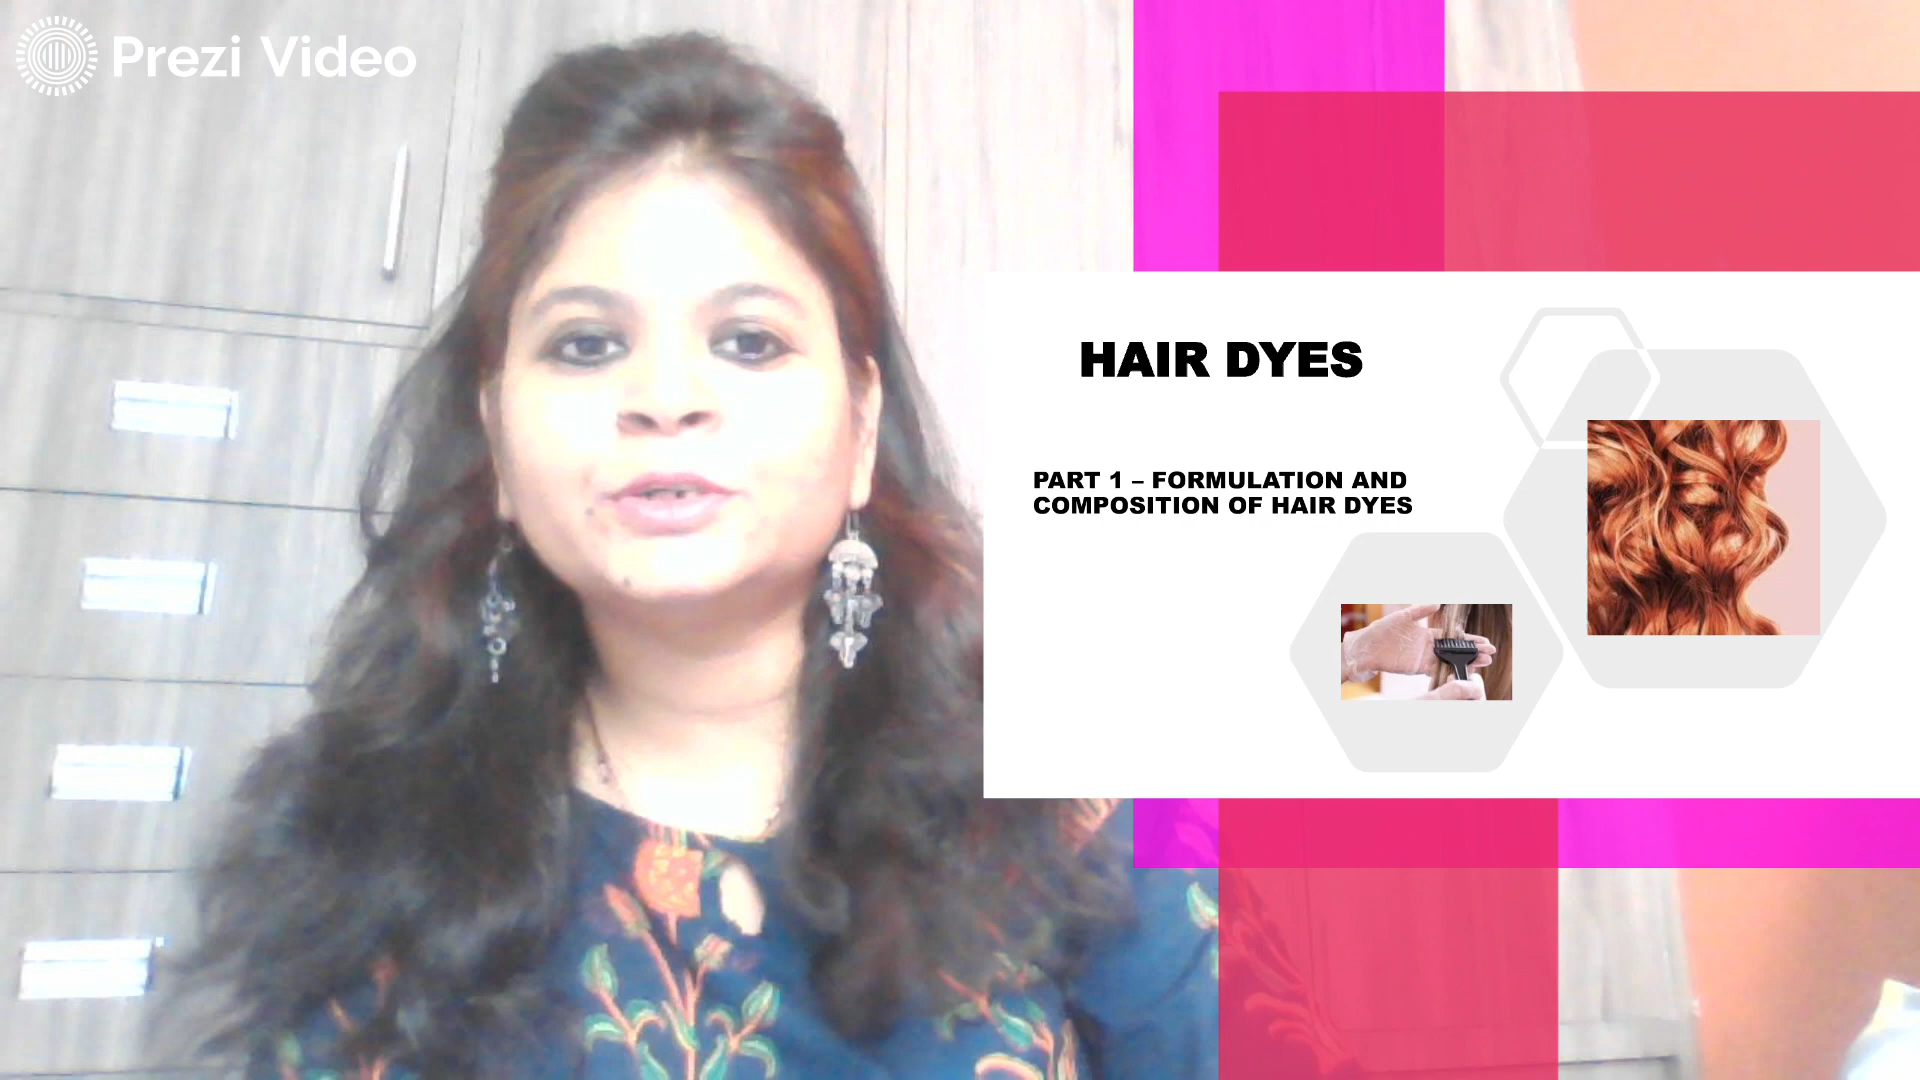 Prezi Video
HAIR DYES
PART 1 – FORMULATION AND
COMPOSITION OF HAIR DYES